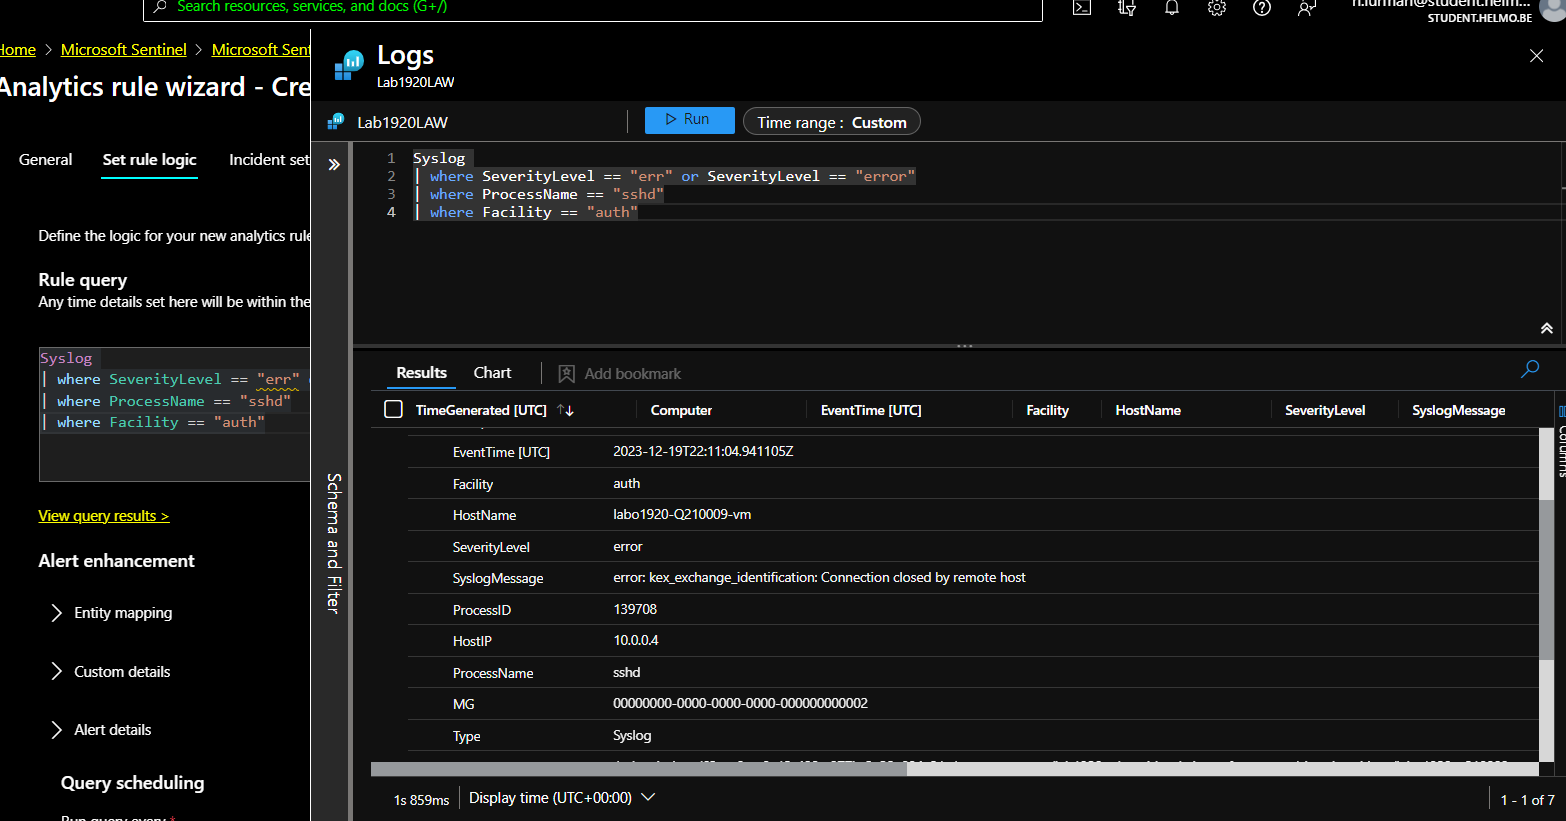 Search resources, services, and docs (G+/)
STUDENT.HELMO.BE
Home > Microsoft Sentinel > Microsoft Sent
Analytics rule wizard - Cre
General
Set rule logic
Incident set
Define the logic for your new analytics rule
Rule query
Any time details set here will be within the
Syslog
| where SeverityLevel == "err"
| where ProcessName == "sshd"
| where Facility == "auth"
View query results >
Alert enhancement
Entity mapping
Custom details
Alert details
Query scheduling
Run query every *
Logs
Lab1920LAW
Lab1920LAW
Run
Time range : Custom
Schema and Filter
1 Syslog
2 | where SeverityLevel == "err" or SeverityLevel == "error"
3 | where ProcessName == "sshd"
4 | where Facility == "auth"
Results
Chart
Add bookmark
TimeGenerated [UTC] Computer EventTime [UTC] Facility HostName SeverityLevel SyslogMessage
Columns
EventTime [UTC] 2023-12-19T22:11:04.941105Z
Facility auth
HostName labo1920-Q210009-vm
SeverityLevel error
SyslogMessage error: kex_exchange_identification: Connection closed by remote host
ProcessID 139708
HostIP 10.0.0.4
ProcessName sshd
MG 00000000-0000-0000-0000-000000000002
Type Syslog
1s 859ms
Display time (UTC+00:00)
1 - 1 of 7